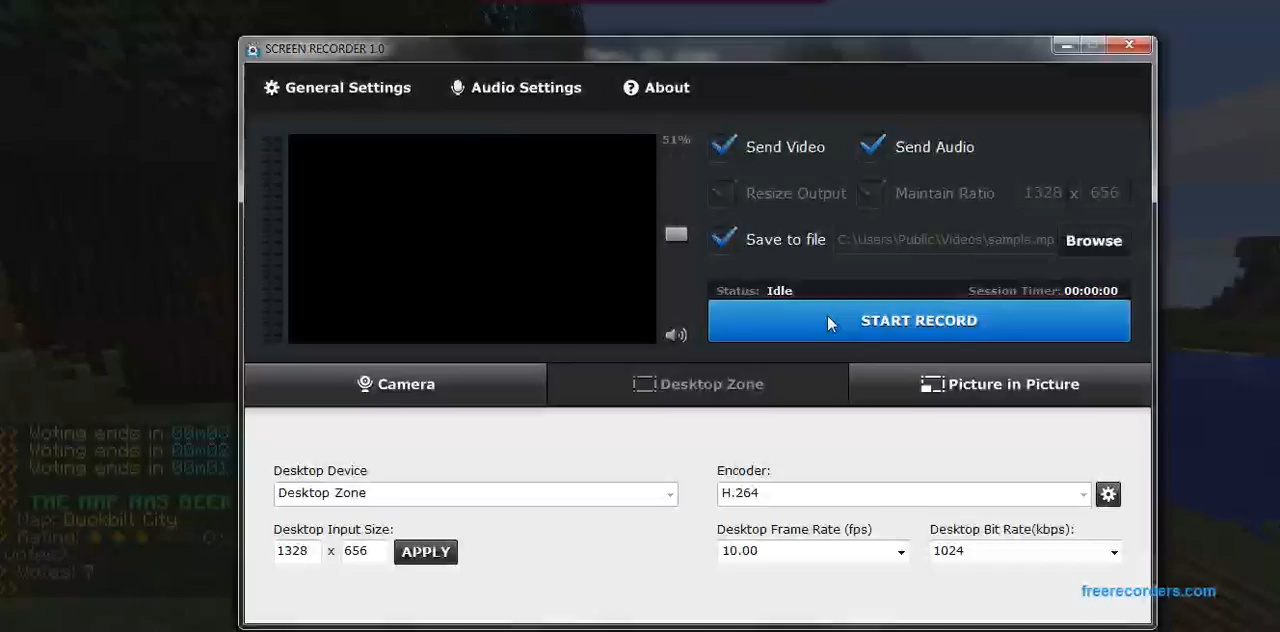 SCREEN RECORDER 1.0
General Settings
Audio Settings
About
51%
Send Video
Send Audio
Resize Output
Maintain Ratio
1328 x 656
Save to file
C:\Users\Public\Videos\sample.mp
Browse
Status: Idle
Session Timer: 00:00:00
START RECORD
Camera
Desktop Zone
Picture in Picture
Desktop Device
Desktop Zone
Encoder:
H.264
Desktop Input Size:
1328 x 656 APPLY
Desktop Frame Rate (fps)
10.00
Desktop Bit Rate(kbps):
1024
freerecorders.com
>> Voting ends in 00m03
>> Voting ends in 00m02
>> Voting ends in 00m01
>> THE MAP HAS BEEN
> Map: Duckbill City
> Rating:
> Votes: 7
>>